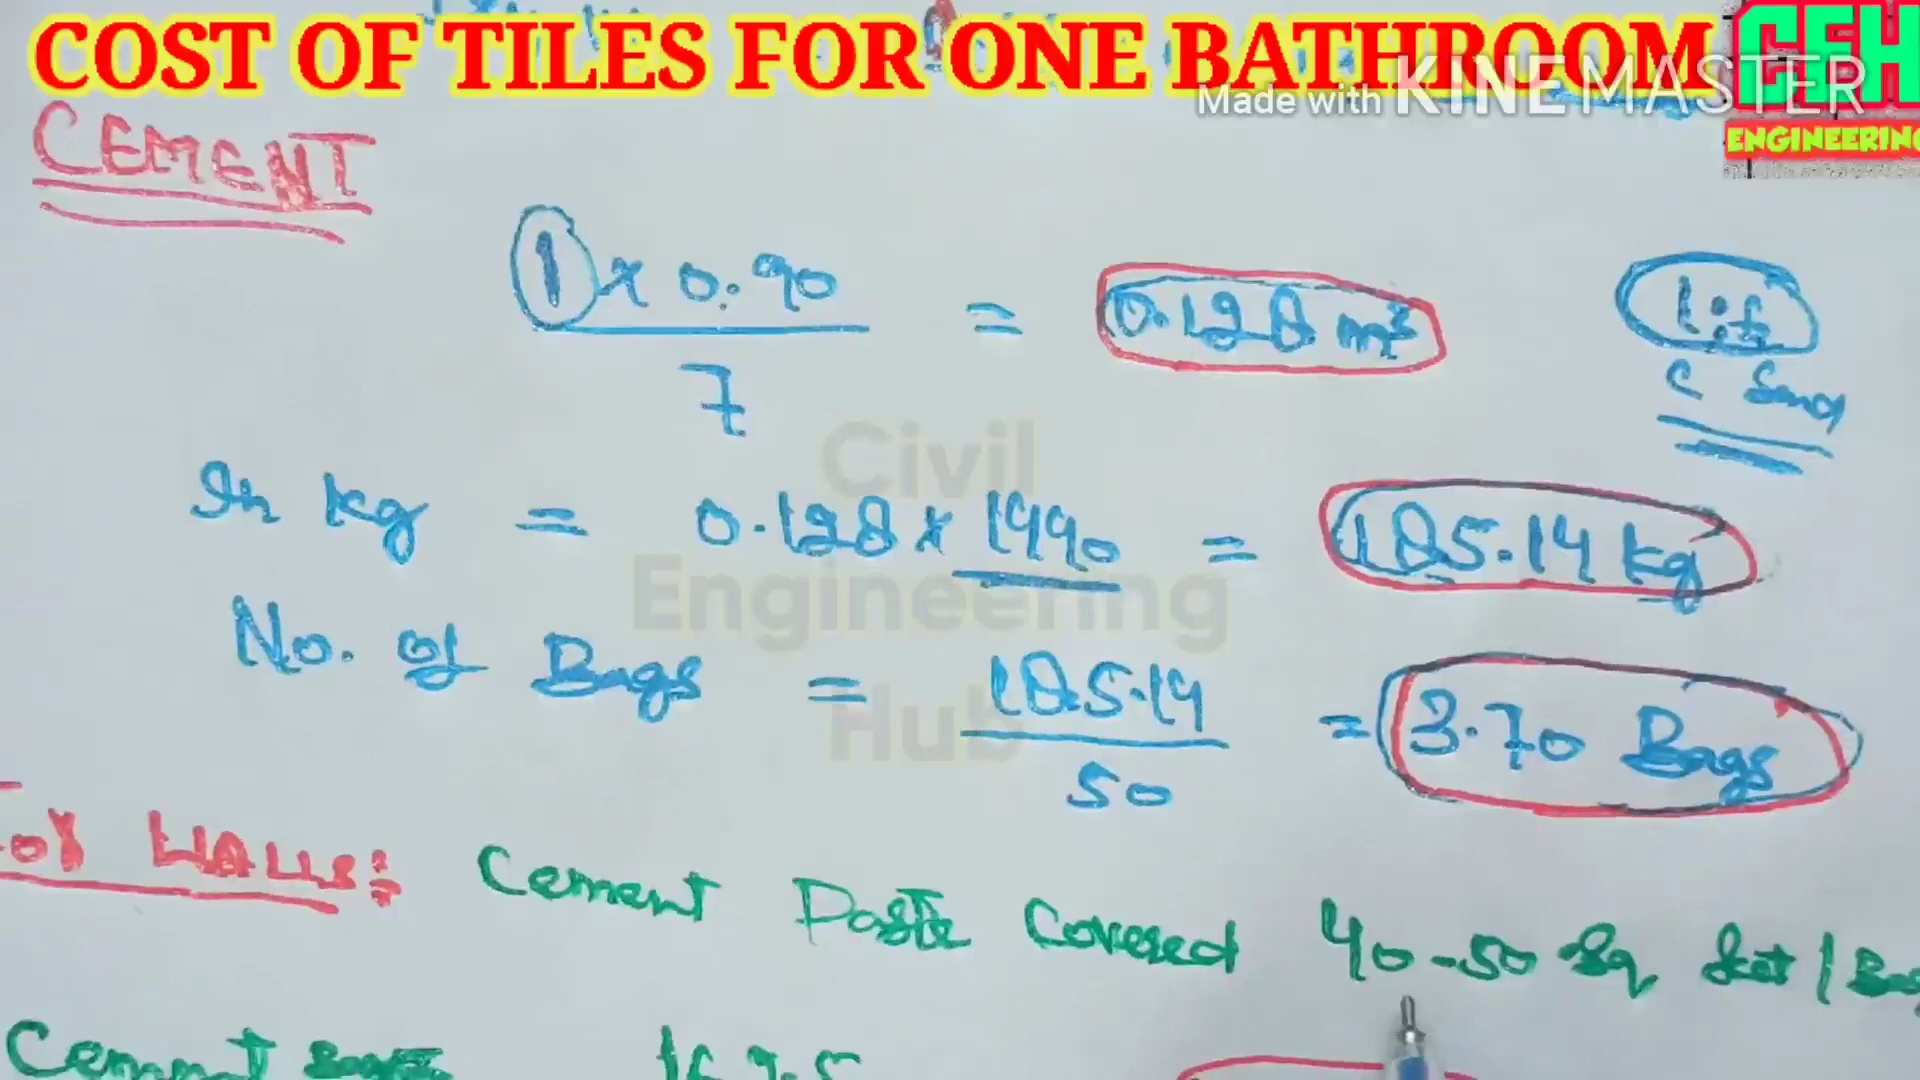 COST OF TILES FOR ONE BATHROOM
CEH
Made with KINEMASTER
ENGINEERING
CEMENT
1 x 0.90
7
= 0.128 m³
1:6
C Sand
In kg = 0.128 x 1440 = 185.14 kg
No. of Bags = 185.14
50
= 3.70 Bags
Civil
Engineering
Hub
WALLS: Cement Paste Covered 40-50 Sq
Cement